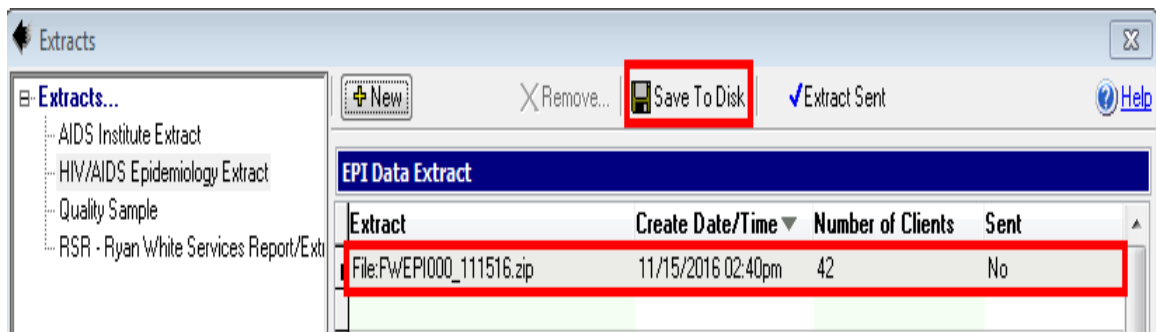 Extracts
Extracts...
AIDS Institute Extract
HIV/AIDS Epidemiology Extract
Quality Sample
RSR - Ryan White Services Report/Extr
New Remove... Save To Disk Extract Sent Help
EPI Data Extract
Extract Create Date/Time Number of Clients Sent
File:FWEPI000_111516.zip 11/15/2016 02:40pm 42 No